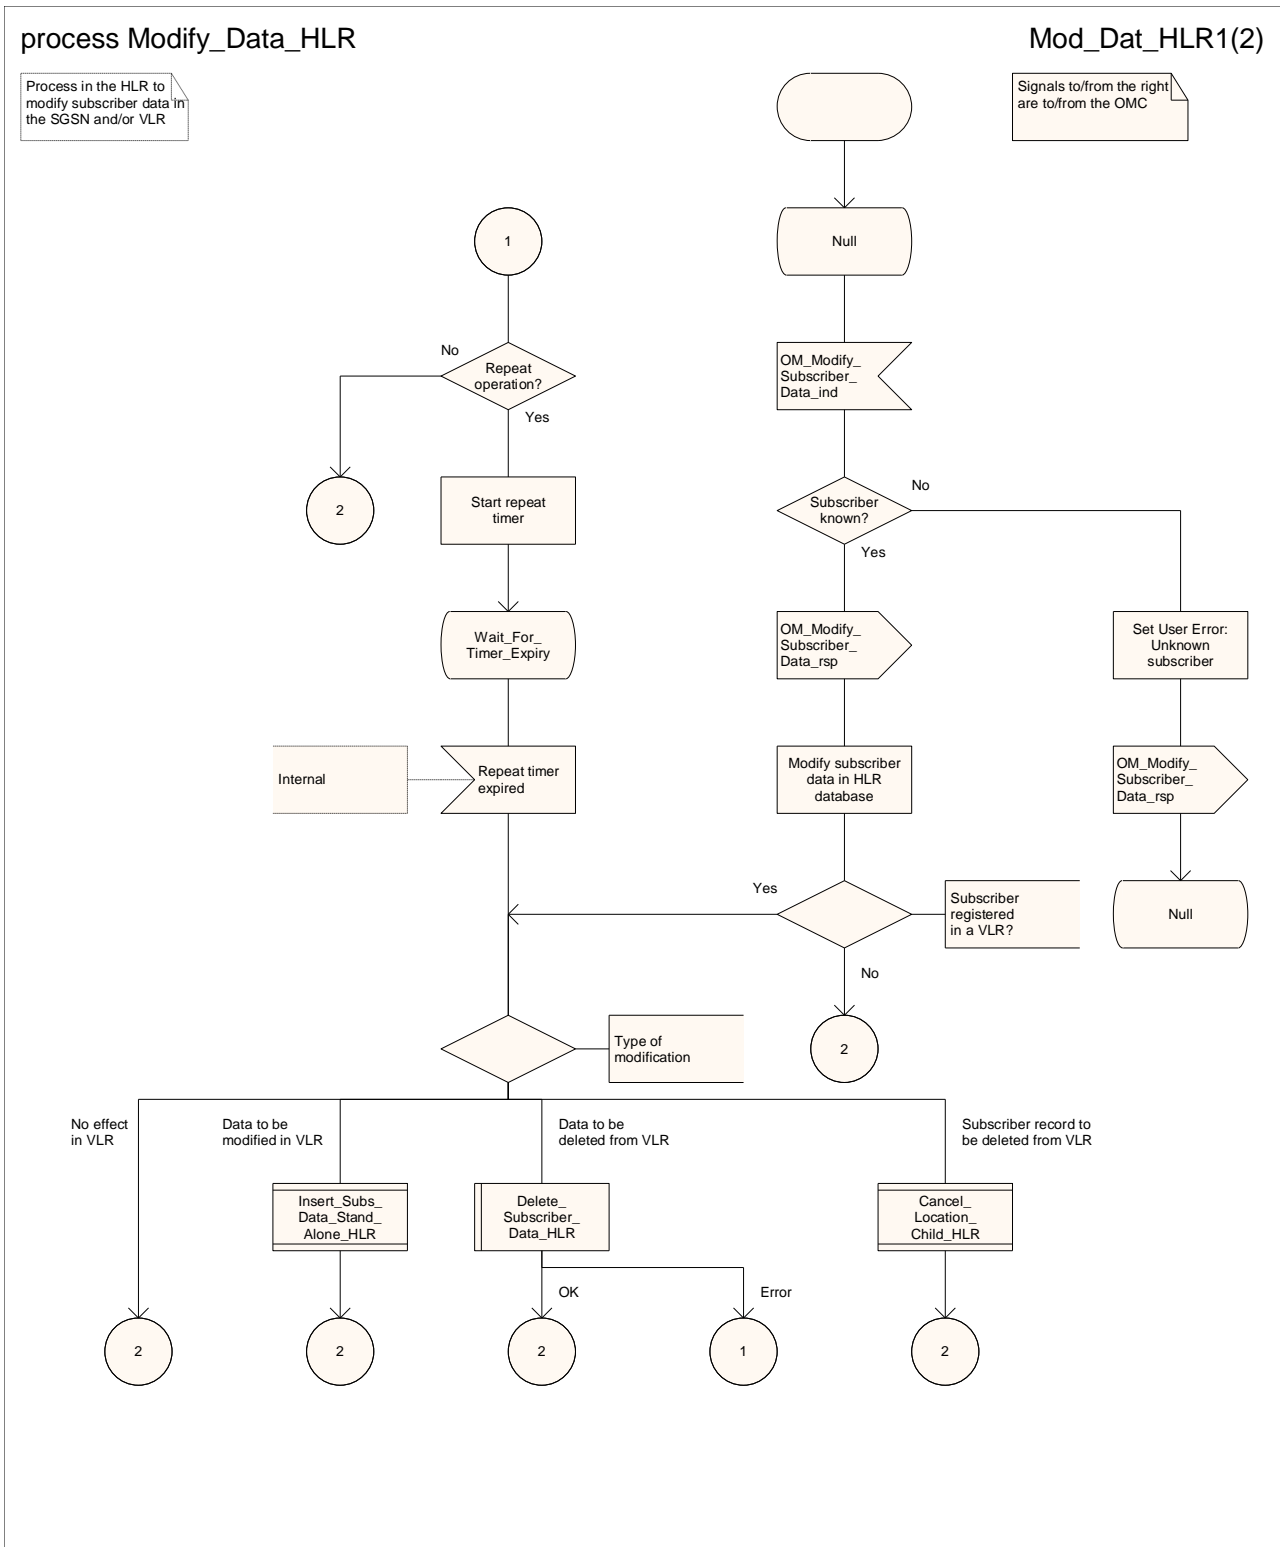 process Modify_Data_HLR
Mod_Dat_HLR1(2)
Process in the HLR to
modify subscriber data in
the SGSN and/or VLR
Signals to/from the right
are to/from the OMC
1
Null
No
Repeat
operation?
Yes
OM_Modify_
Subscriber_
Data_ind
2
Start repeat
timer
Subscriber
known?
No
Yes
Wait_For_
Timer_Expiry
OM_Modify_
Subscriber_
Data_rsp
Set User Error:
Unknown
subscriber
Internal
Repeat timer
expired
Modify subscriber
data in HLR
database
OM_Modify_
Subscriber_
Data_rsp
Yes
Subscriber
registered
in a VLR?
Null
No
Type of
modification
2
No effect
in VLR
Data to be
modified in VLR
Data to be
deleted from VLR
Subscriber record to
be deleted from VLR
Insert_Subs_
Data_Stand_
Alone_HLR
Delete_
Subscriber_
Data_HLR
Cancel_
Location_
Child_HLR
OK
Error
2
2
2
1
2